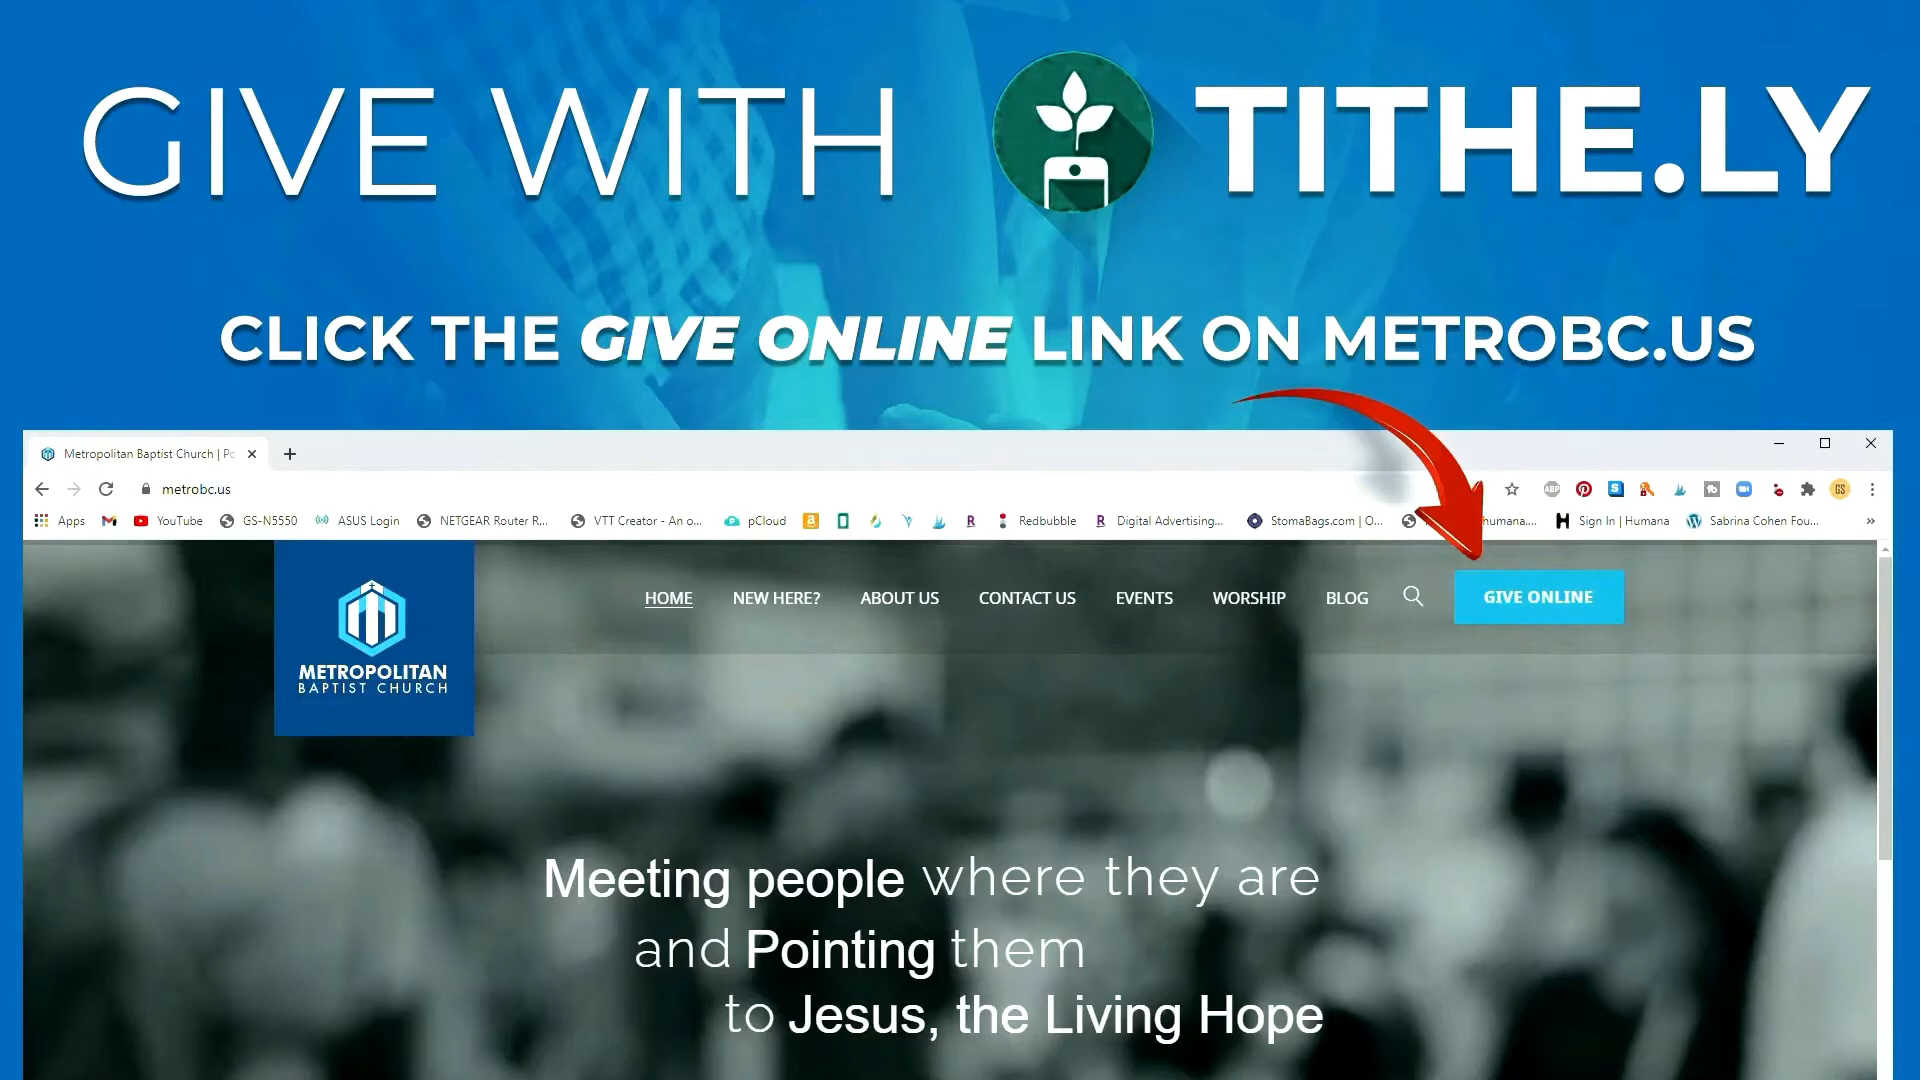 GIVE WITH TITHE.LY
CLICK THE GIVE ONLINE LINK ON METROBC.US
Metropolitan Baptist Church | Po
metrobc.us
ABP
GS
Apps YouTube GS-N5550 ASUS Login NETGEAR Router R... VTT Creator - An o... pCloud Redbubble Digital Advertising... StomaBags.com | O... humana.... Sign In | Humana Sabrina Cohen Fou...
METROPOLITAN
BAPTIST CHURCH
HOME NEW HERE? ABOUT US CONTACT US EVENTS WORSHIP BLOG GIVE ONLINE
Meeting people where they are
and Pointing them
to Jesus, the Living Hope